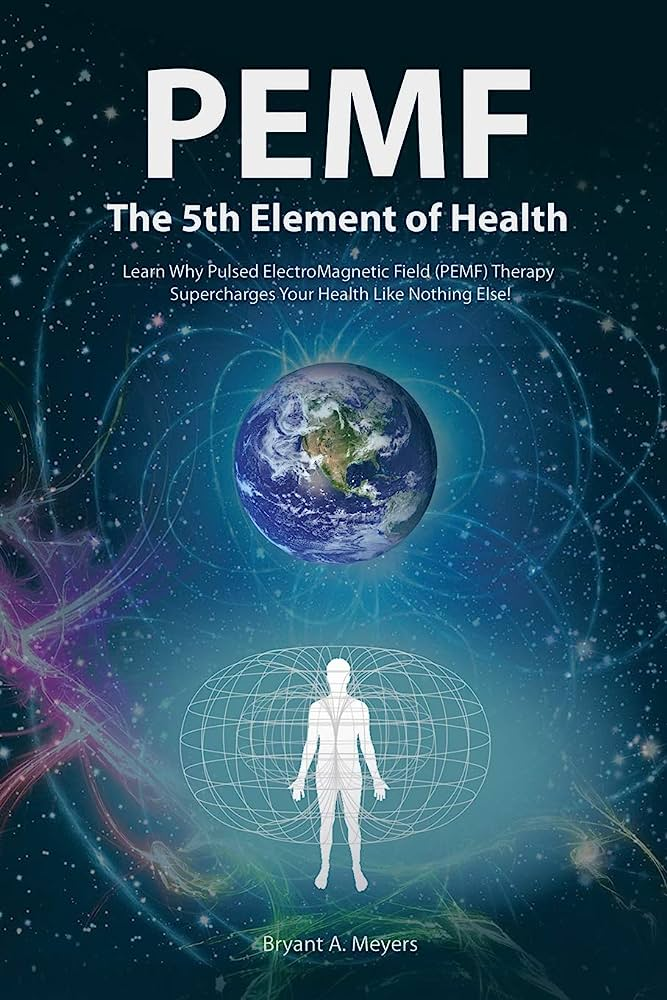 PEMF
The 5th Element of Health
Learn Why Pulsed ElectroMagnetic Field (PEMF) Therapy
Supercharges Your Health Like Nothing Else!
Bryant A. Meyers